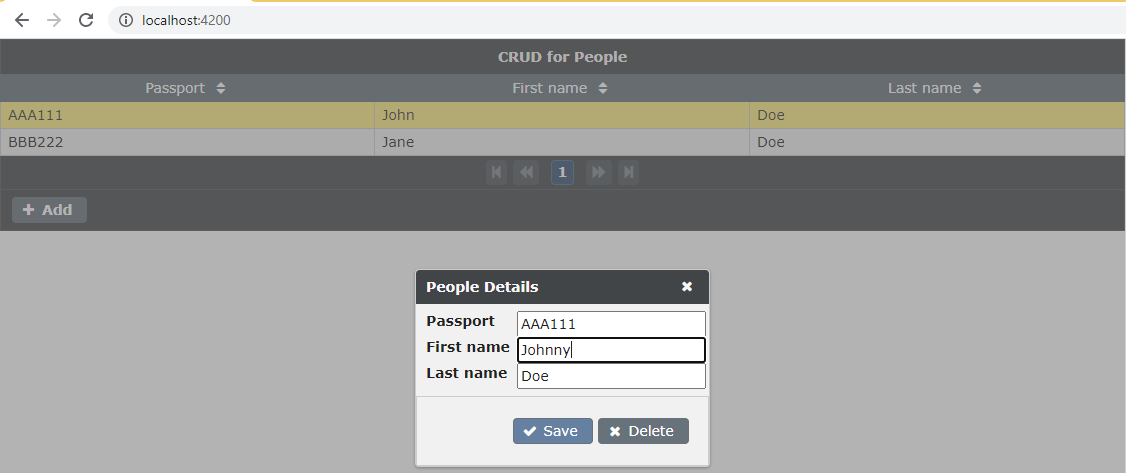 localhost:4200
CRUD for People
Passport First name Last name
AAA111 John Doe
BBB222 Jane Doe
1
Add
People Details
Passport AAA111
First name Johnny
Last name Doe
Save Delete